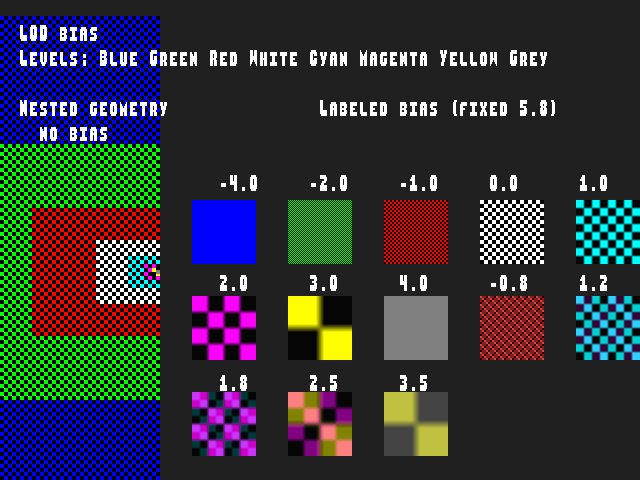 LOD BIAS
LEVELS: BLUE GREEN RED WHITE CYAN MAGENTA YELLOW GREY
NESTED GEOMETRY LABELED BIAS (FIXED 5.8)
NO BIAS
-4.0 -2.0 -1.0 0.0 1.0
2.0 3.0 4.0 -0.8 1.2
1.8 2.5 3.5